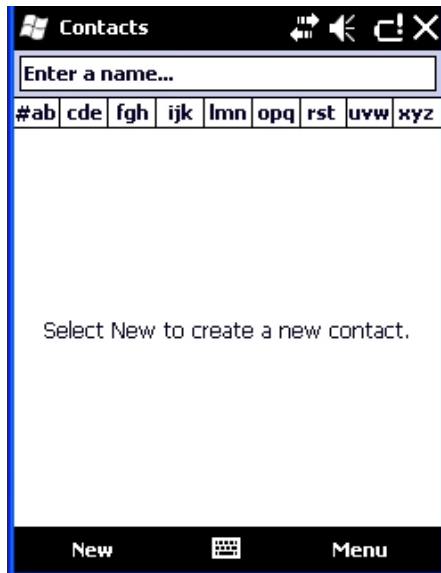 Contacts
Enter a name...
#ab cde fgh ijk lmn opq rst uvw xyz
Select New to create a new contact.
New Menu